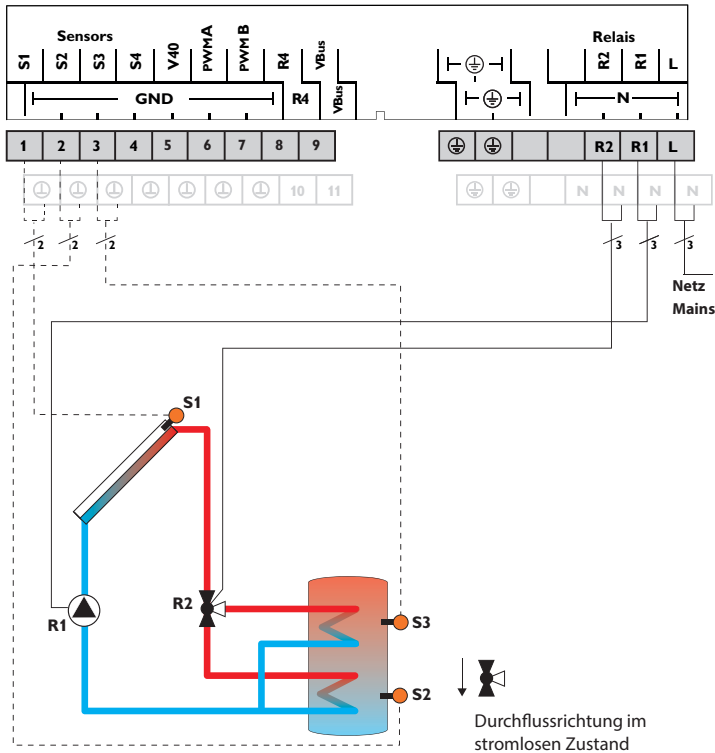 Sensors
Relais
S1 S2 S3 S4 V40 PWM A PWM B R4 VBus
R2 R1 L
GND R4 VBus
N
1 2 3 4 5 6 7 8 9
R2 R1 L
10 11
N N N N
2 2 2
3 3 3
Netz
Mains
S1
R2
R1
S3
S2
Durchflussrichtung im
stromlosen Zustand